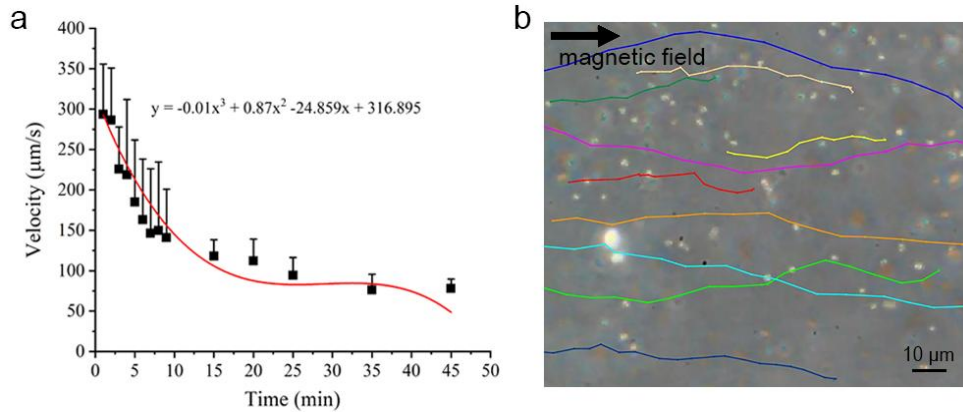 a
400
350
300
250
200
150
100
50
0
Velocity (µm/s)
y = -0.01x³ + 0.87x² -24.859x + 316.895
0 5 10 15 20 25 30 35 40 45 50
Time (min)
b
magnetic field
10 µm